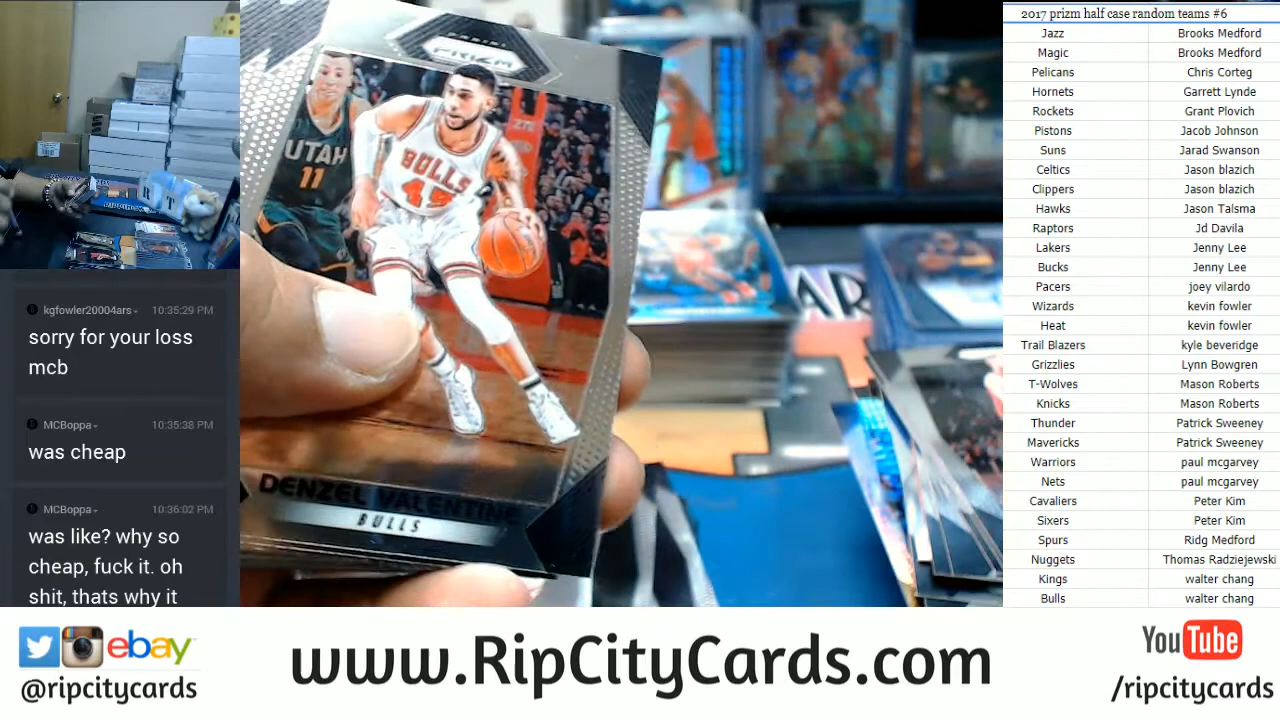 kgfowler20004ars 10:35:29 PM
sorry for your loss
mcb
MCBoppa 10:35:38 PM
was cheap
MCBoppa 10:36:02 PM
was like? why so
cheap, fuck it. oh
shit, thats why it
PANINI
PRIZM
UTAH
11
BULLS
45
DENZEL VALENTINE
BULLS
AR
R
T
2017 prizm half case random teams #6
Jazz Brooks Medford
Magic Brooks Medford
Pelicans Chris Corteg
Hornets Garrett Lynde
Rockets Grant Plovich
Pistons Jacob Johnson
Suns Jarad Swanson
Celtics Jason blazich
Clippers Jason blazich
Hawks Jason Talsma
Raptors Jd Davila
Lakers Jenny Lee
Bucks Jenny Lee
Pacers joey vilardo
Wizards kevin fowler
Heat kevin fowler
Trail Blazers kyle beveridge
Grizzlies Lynn Bowgren
T-Wolves Mason Roberts
Knicks Mason Roberts
Thunder Patrick Sweeney
Mavericks Patrick Sweeney
Warriors paul mcgarvey
Nets paul mcgarvey
Cavaliers Peter Kim
Sixers Peter Kim
Spurs Ridg Medford
Nuggets Thomas Radziejewski
Kings walter chang
Bulls walter chang
ebay
@ripcitycards
www.RipCityCards.com
YouTube
/ripcitycards